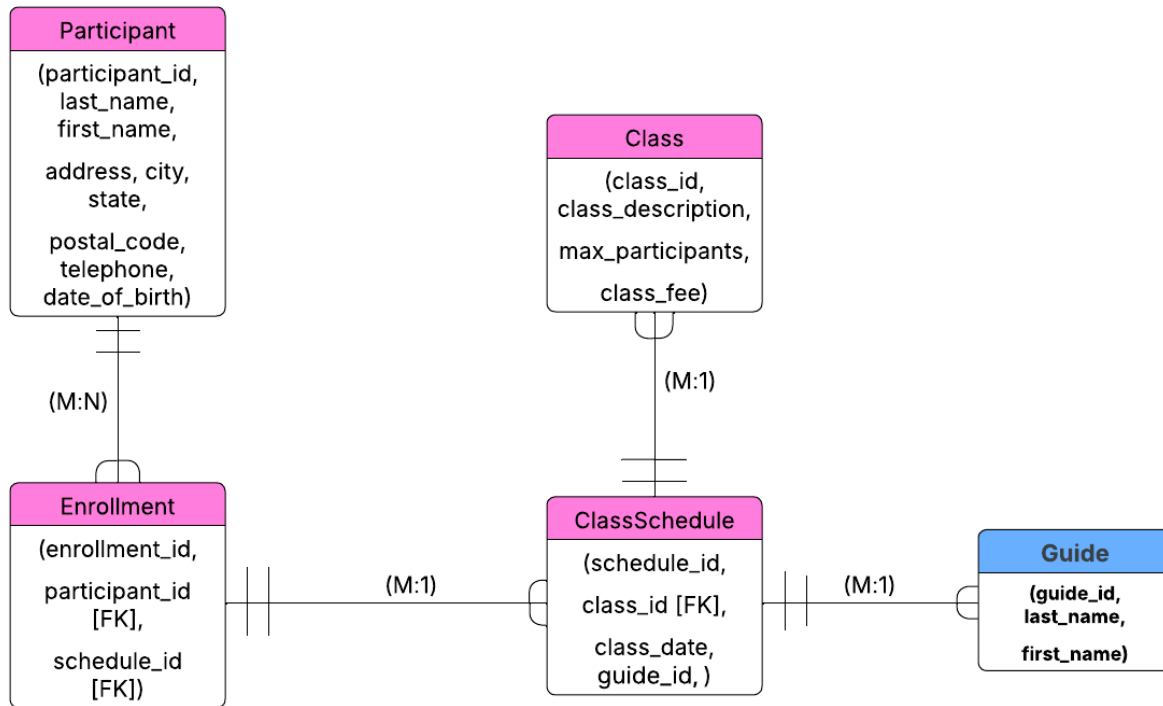 Participant
(participant_id,
last_name,
first_name,
address, city,
state,
postal_code,
telephone,
date_of_birth)
Class
(class_id,
class_description,
max_participants,
class_fee)
(M:N)
(M:1)
Enrollment
(enrollment_id,
participant_id
[FK],
schedule_id
[FK])
(M:1)
ClassSchedule
(schedule_id,
class_id [FK],
class_date,
guide_id, )
(M:1)
Guide
(guide_id,
last_name,
first_name)